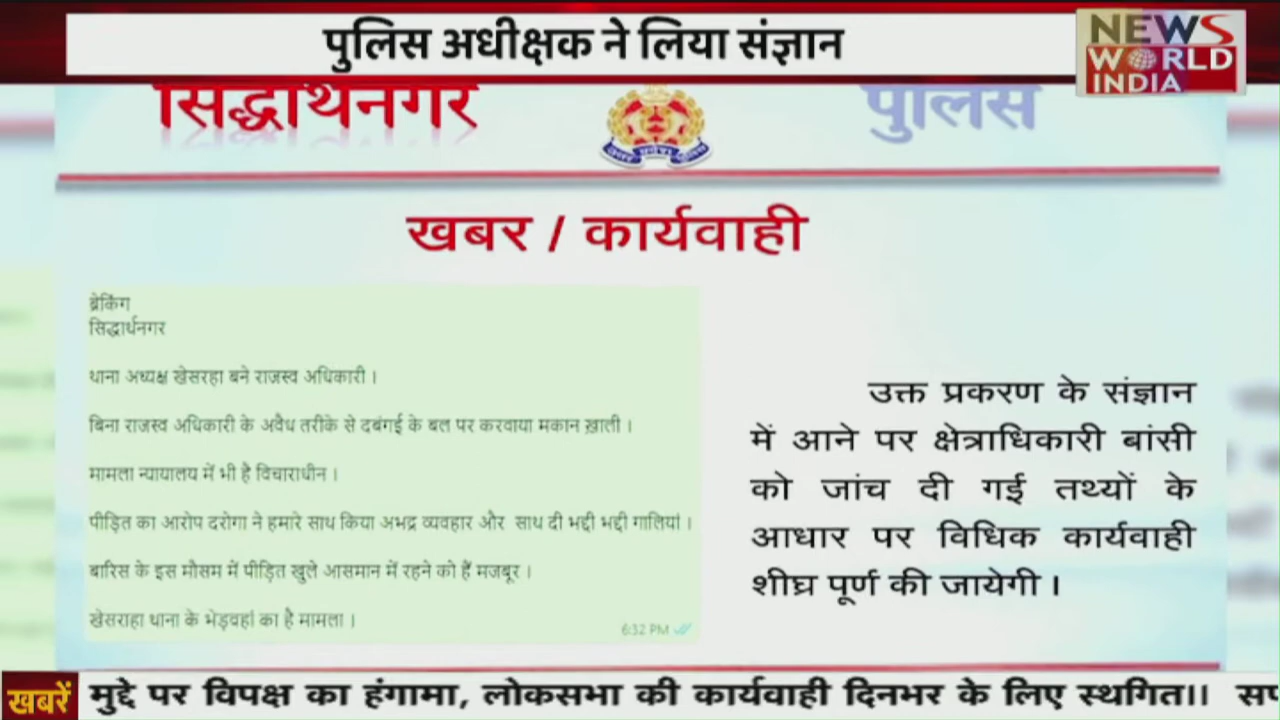 पुलिस अधीक्षक ने लिया संज्ञान
NEWS
WORLD
INDIA
सिद्धार्थनगर
पुलिस
खबर / कार्यवाही
ब्रेकिंग
सिद्धार्थनगर
थाना अध्यक्ष खेसरहा बने राजस्व अधिकारी ।
बिना राजस्व अधिकारी के अवैध तरीके से दबंगई के बल पर करवाया मकान ख़ाली ।
मामला न्यायालय में भी है विचाराधीन ।
पीड़ित का आरोप दरोगा ने हमारे साथ किया अभद्र व्यवहार और साथ दी भद्दी भद्दी गालियां ।
बारिस के इस मौसम में पीड़ित खुले आसमान में रहने को हैं मजबूर ।
खेसराहा थाना के भेड़वहां का है मामला ।
6:32 PM
उक्त प्रकरण के संज्ञान
में आने पर क्षेत्राधिकारी बांसी
को जांच दी गई तथ्यों के
आधार पर विधिक कार्यवाही
शीघ्र पूर्ण की जायेगी ।
खबरें
मुद्दे पर विपक्ष का हंगामा, लोकसभा की कार्यवाही दिनभर के लिए स्थगित।।